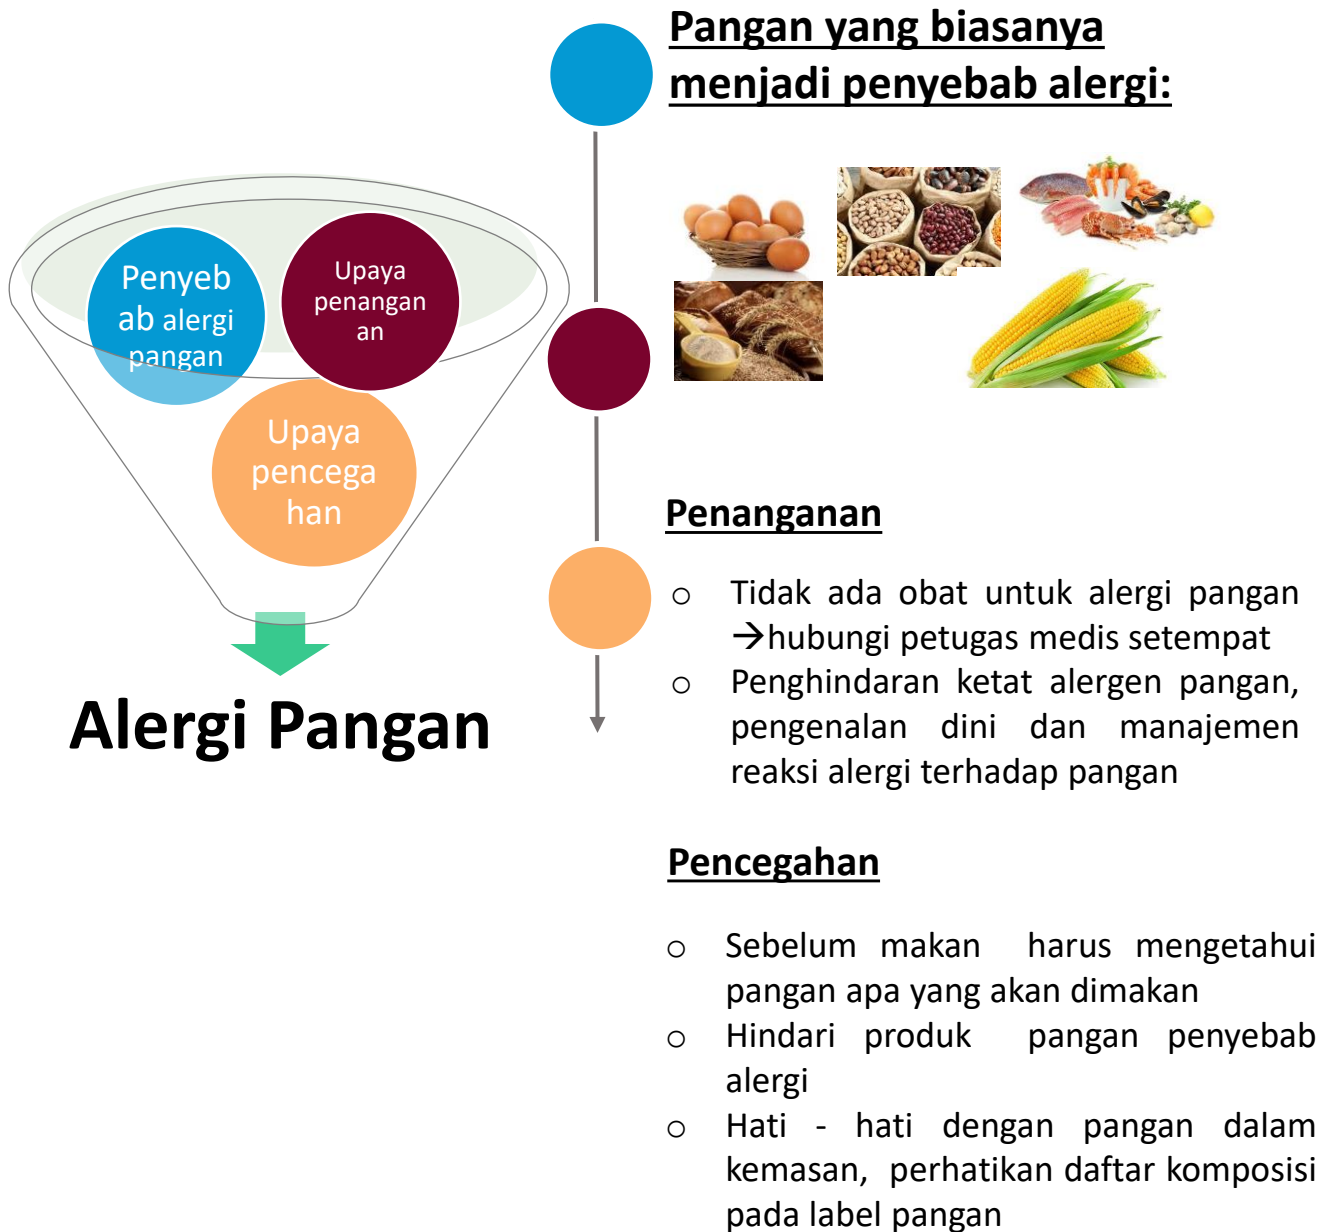 Pangan yang biasanya
menjadi penyebab alergi:
Penyeb
ab alergi
pangan
Upaya
penangan
an
Upaya
pencega
han
Alergi Pangan
Penanganan
o Tidak ada obat untuk alergi pangan
→hubungi petugas medis setempat
o Penghindaran ketat alergen pangan,
pengenalan dini dan manajemen
reaksi alergi terhadap pangan
Pencegahan
o Sebelum makan harus mengetahui
pangan apa yang akan dimakan
o Hindari produk pangan penyebab
alergi
o Hati - hati dengan pangan dalam
kemasan, perhatikan daftar komposisi
pada label pangan